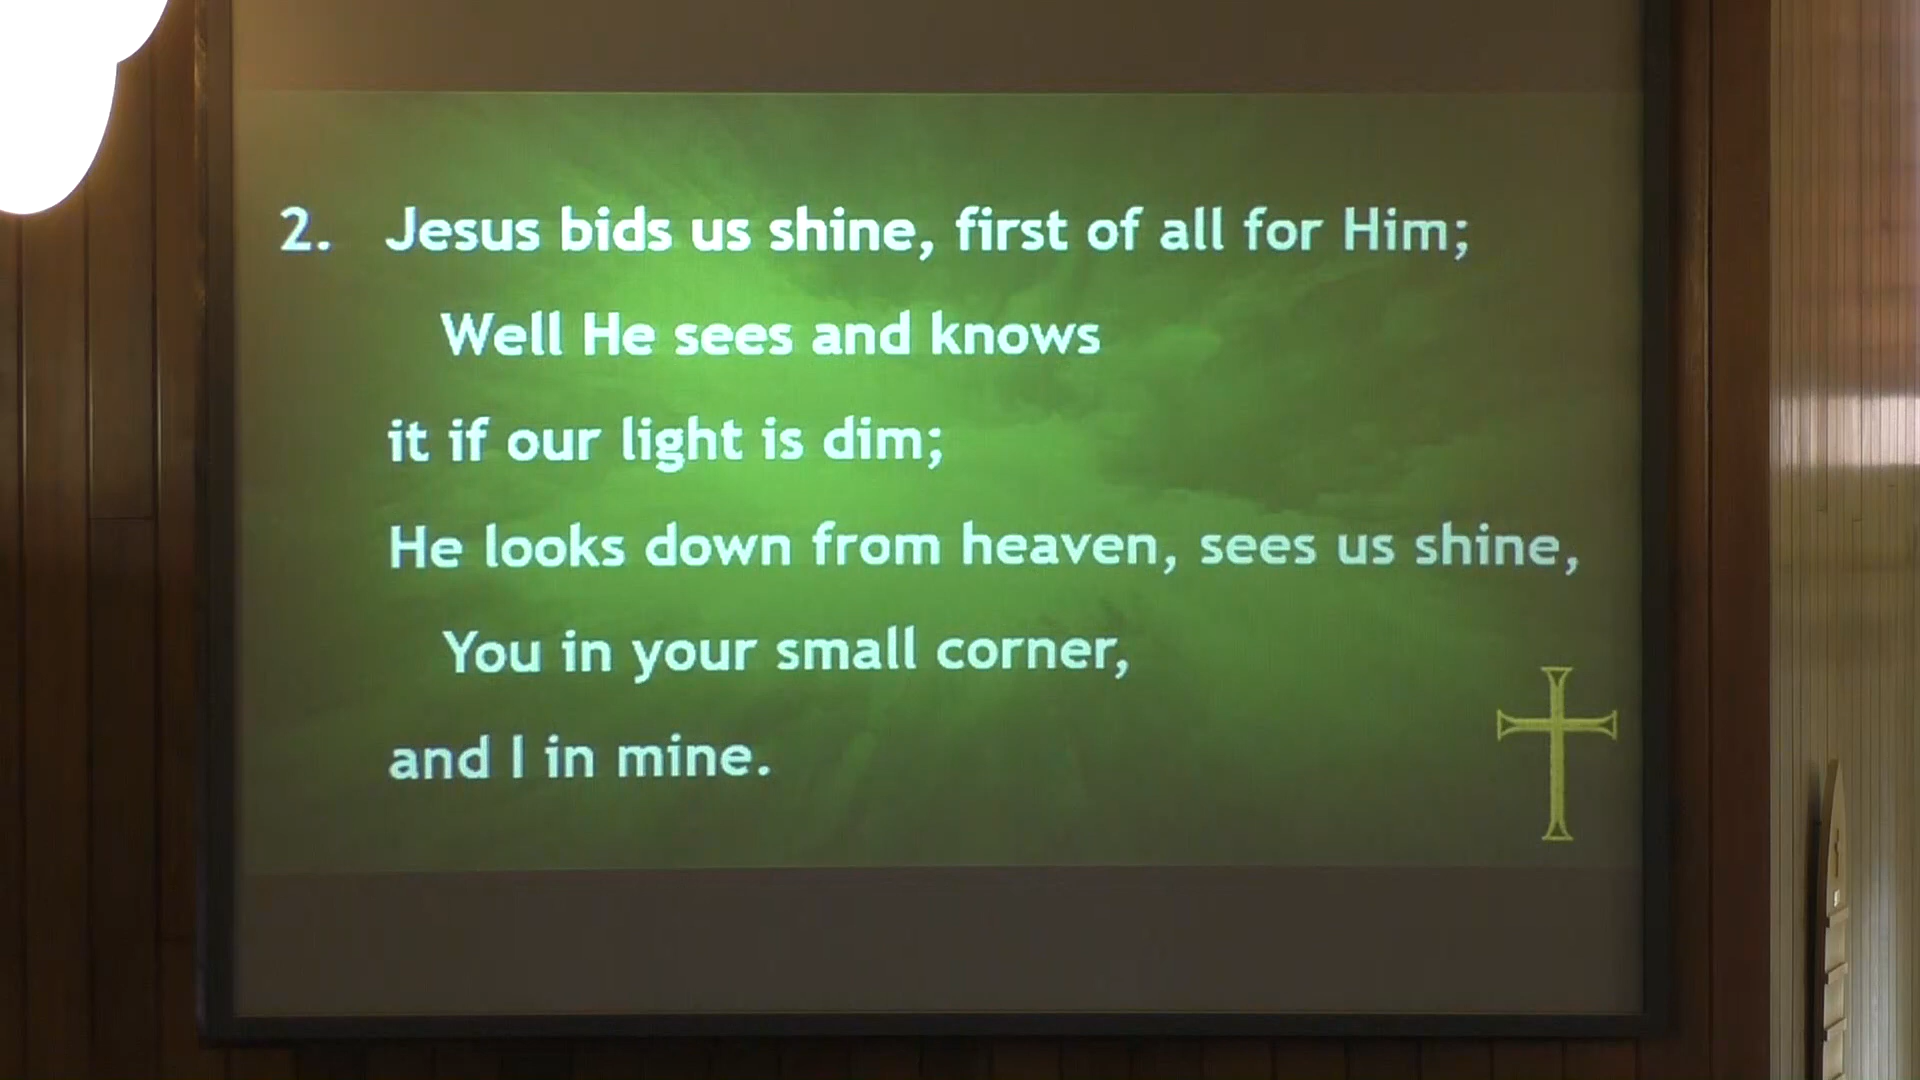 2. Jesus bids us shine, first of all for Him;
Well He sees and knows
it if our light is dim;
He looks down from heaven, sees us shine,
You in your small corner,
and I in mine.